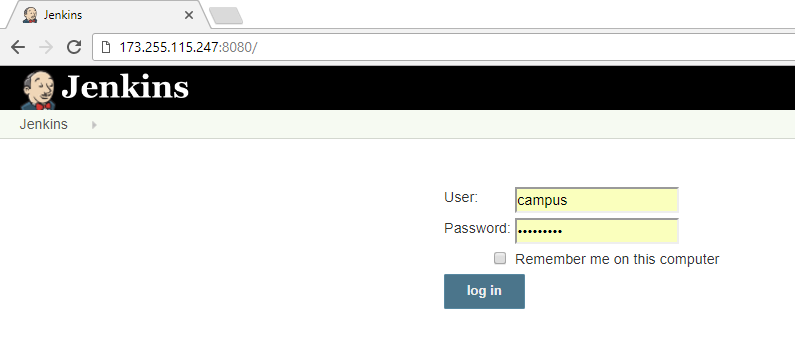 Jenkins
173.255.115.247:8080/
Jenkins
Jenkins
User: campus
Password: •••••••••
Remember me on this computer
log in